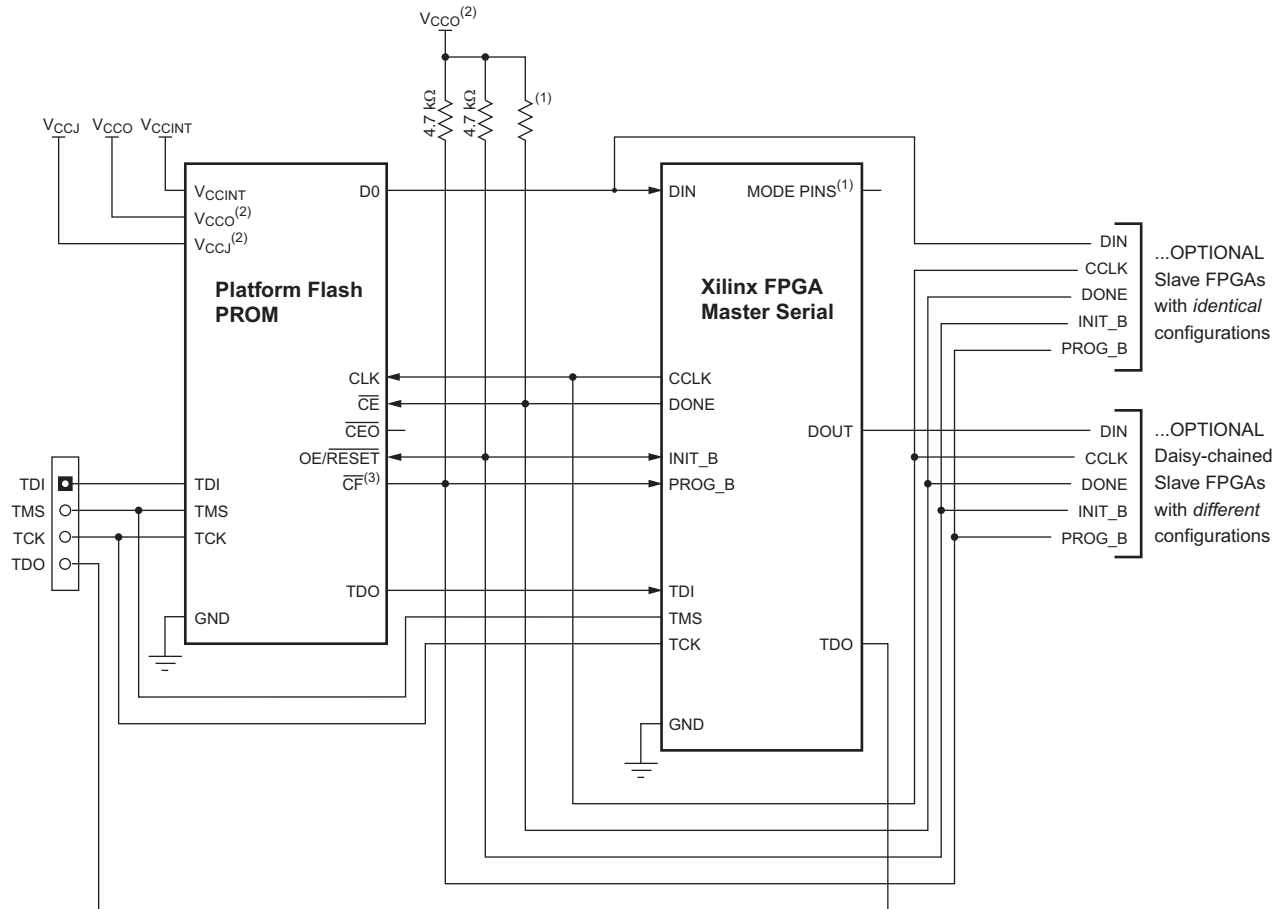 VCCO(2)
4.7 kΩ
4.7 kΩ
(1)
VCCJ VCCO VCCINT
VCCINT
VCCO(2)
VCCJ(2)
D0
Platform Flash
PROM
CLK
CE
CEO
OE/RESET
CF(3)
TDI
TMS
TCK
TDO
GND
TDI
TMS
TCK
TDO
DIN
MODE PINS(1)
Xilinx FPGA
Master Serial
CCLK
DONE
DOUT
INIT_B
PROG_B
TDI
TMS
TCK
TDO
GND
DIN
CCLK
DONE
INIT_B
PROG_B
...OPTIONAL
Slave FPGAs
with identical
configurations
DIN
CCLK
DONE
INIT_B
PROG_B
...OPTIONAL
Daisy-chained
Slave FPGAs
with different
configurations